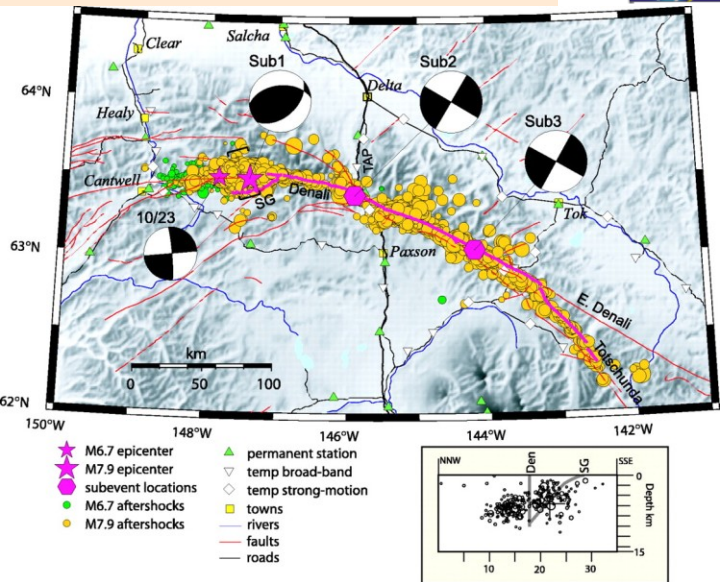 Clear
Salcha
Sub1
Sub2
64°N
Delta
Healy
Sub3
TAP
Cantwell
Denali
SG
Tok
10/23
63°N
Paxson
E. Denali
km
0 50 100
Totschunda
62°N
150°W
148°W
146°W
144°W
142°W
M6.7 epicenter
M7.9 epicenter
subevent locations
M6.7 aftershocks
M7.9 aftershocks
permanent station
temp broad-band
temp strong-motion
towns
rivers
faults
roads
NNW
Den
SG
SSE
0
Depth km
15
10 20 30